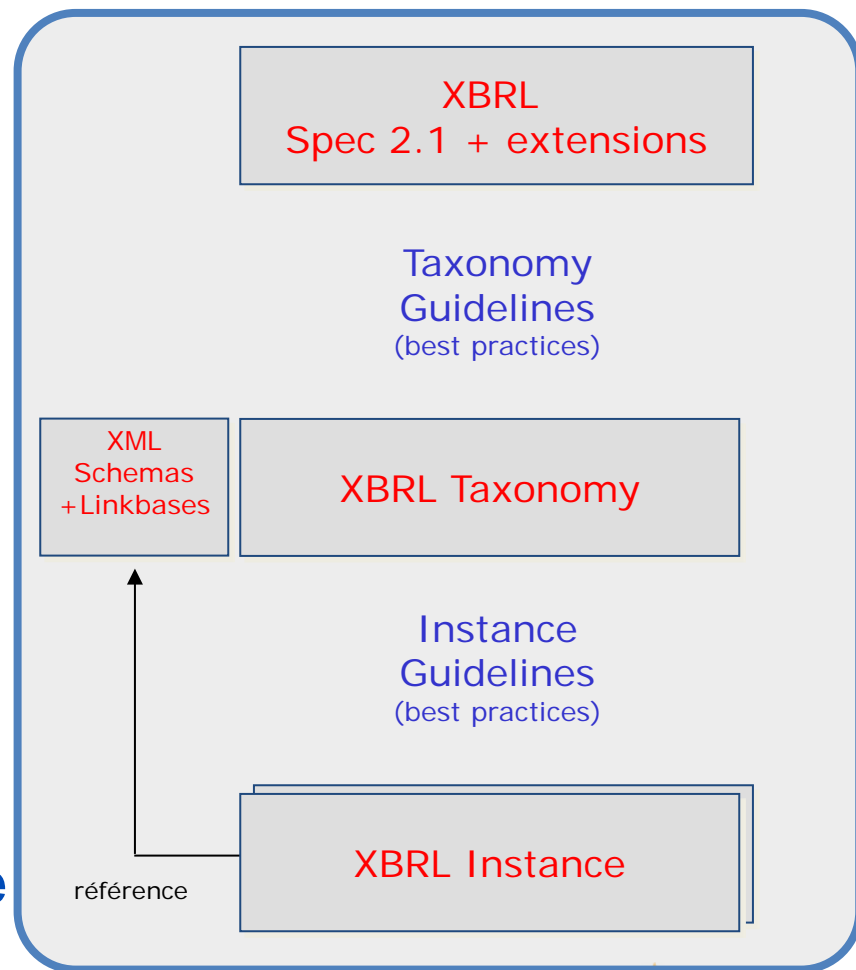 XBRL
Spec 2.1 + extensions
Taxonomy
Guidelines
(best practices)
XML
Schemas
+Linkbases
XBRL Taxonomy
Instance
Guidelines
(best practices)
XBRL Instance
référence
e